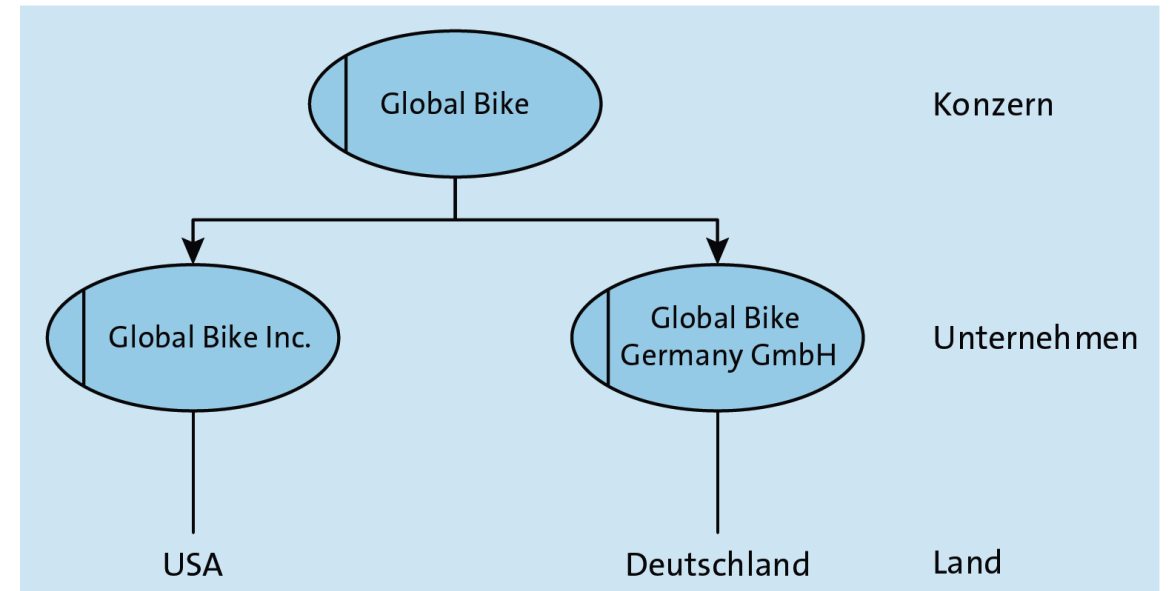 Global Bike
Konzern
Global Bike Inc.
Global Bike
Germany GmbH
Unternehmen
USA
Deutschland
Land